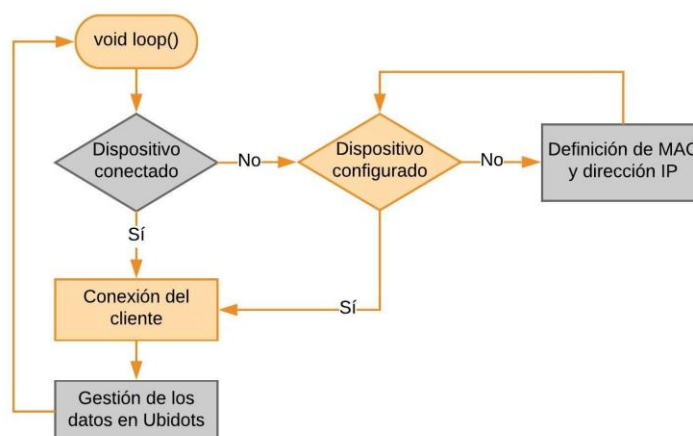 void loop()
Dispositivo
conectado
No
Dispositivo
configurado
No
Definición de MAC
y dirección IP
Sí
Conexión del
cliente
Sí
Gestión de los
datos en Ubidots